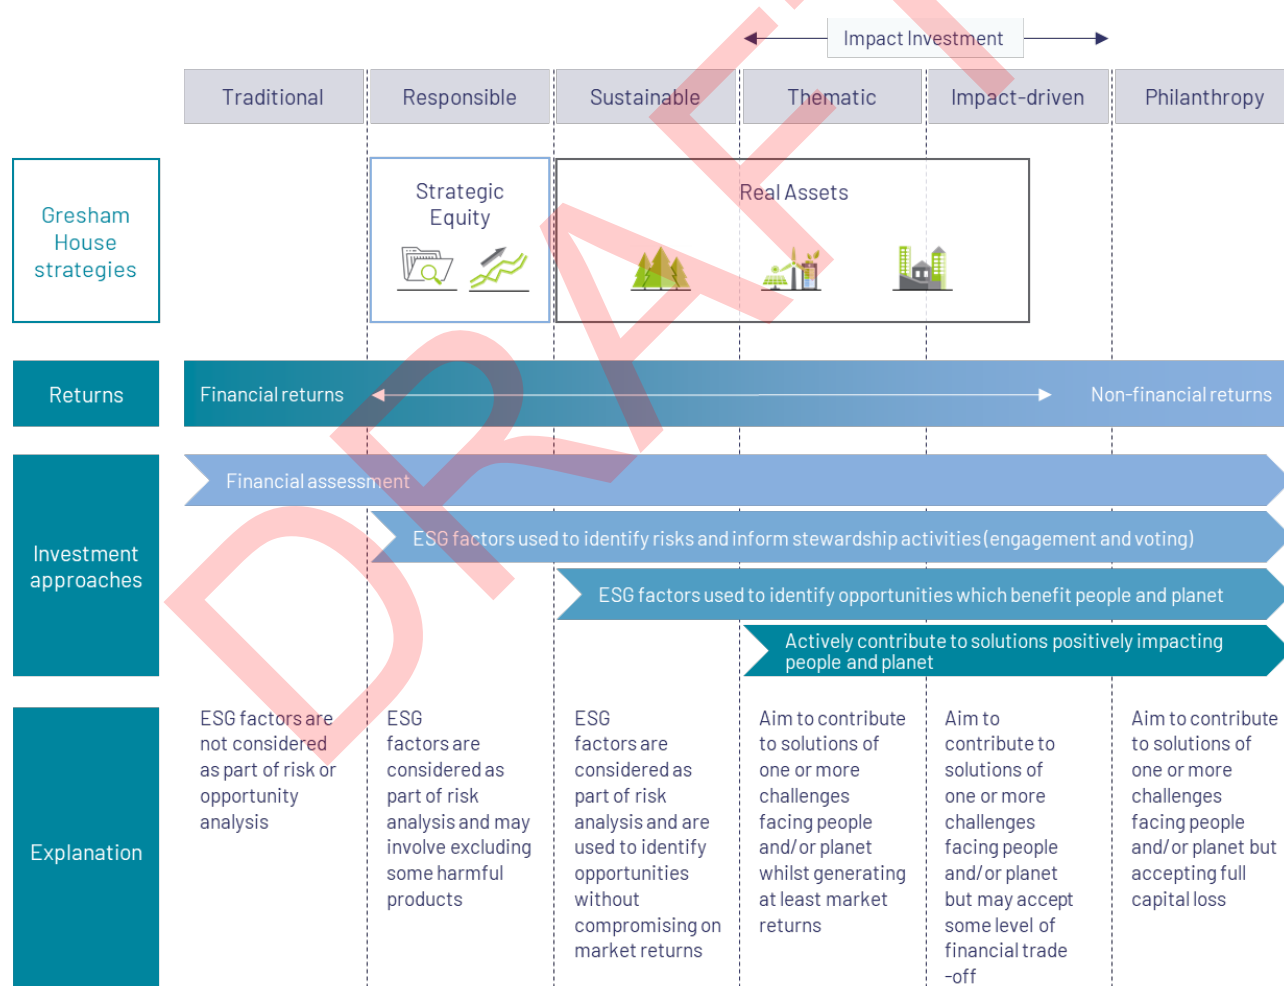 Impact Investment
Traditional
Responsible
Sustainable
Thematic
Impact-driven
Philanthropy
Gresham
House
strategies
Strategic
Equity
Real Assets
Returns
Financial returns
Non-financial returns
Investment
approaches
Financial assessment
ESG factors used to identify risks and inform stewardship activities (engagement and voting)
ESG factors used to identify opportunities which benefit people and planet
Actively contribute to solutions positively impacting
people and planet
Explanation
ESG factors are
not considered
as part of risk or
opportunity
analysis
ESG
factors are
considered as
part of risk
analysis and may
involve excluding
some harmful
products
ESG
factors are
considered as
part of risk
analysis and are
used to identify
opportunities
without
compromising on
market returns
Aim to contribute
to solutions of
one or more
challenges
facing people
and/or planet
whilst generating
at least market
returns
Aim to
contribute to
solutions of
one or more
challenges
facing people
and/or planet
but may accept
some level of
financial trade
-off
Aim to contribute
to solutions of
one or more
challenges
facing people
and/or planet but
accepting full
capital loss
DRAFT